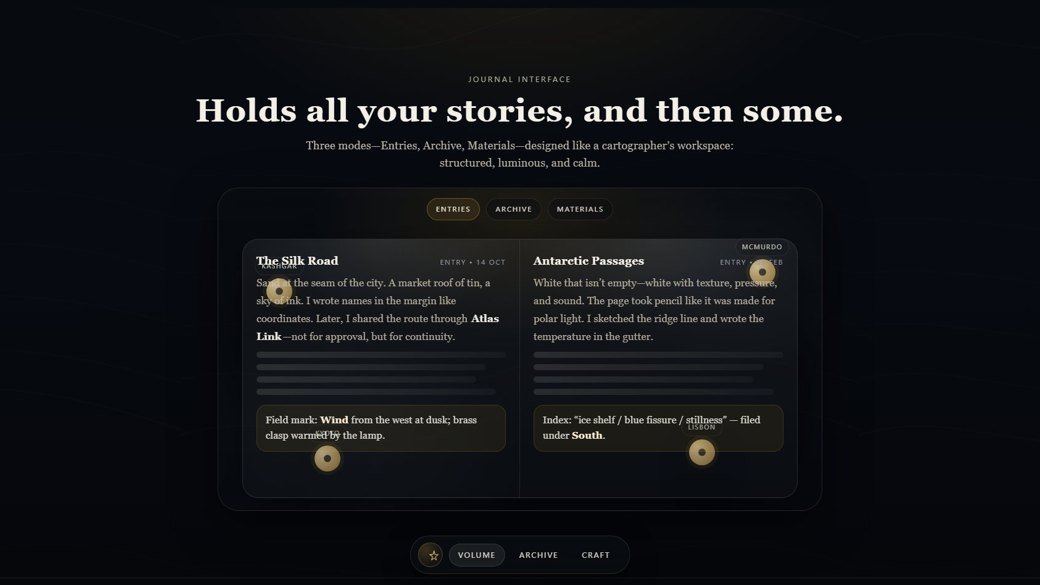 JOURNAL INTERFACE
Holds all your stories, and then some.
Three modes—Entries, Archive, Materials—designed like a cartographer's workspace:
structured, luminous, and calm.
ENTRIES
ARCHIVE
MATERIALS
The Silk Road
ENTRY • 14 OCT
KASHGAR
Sand at the seam of the city. A market roof of tin, a
sky of ink. I wrote names in the margin like
coordinates. Later, I shared the route through Atlas
Link—not for approval, but for continuity.
Field mark: Wind from the west at dusk; brass
clasp warmed by the lamp.
MCMURDO
Antarctic Passages
ENTRY • FEB
White that isn't empty—white with texture, pressure,
and sound. The page took pencil like it was made for
polar light. I sketched the ridge line and wrote the
temperature in the gutter.
Index: “ice shelf / blue fissure / stillness” — filed
under South.
LISBON
VOLUME
ARCHIVE
CRAFT